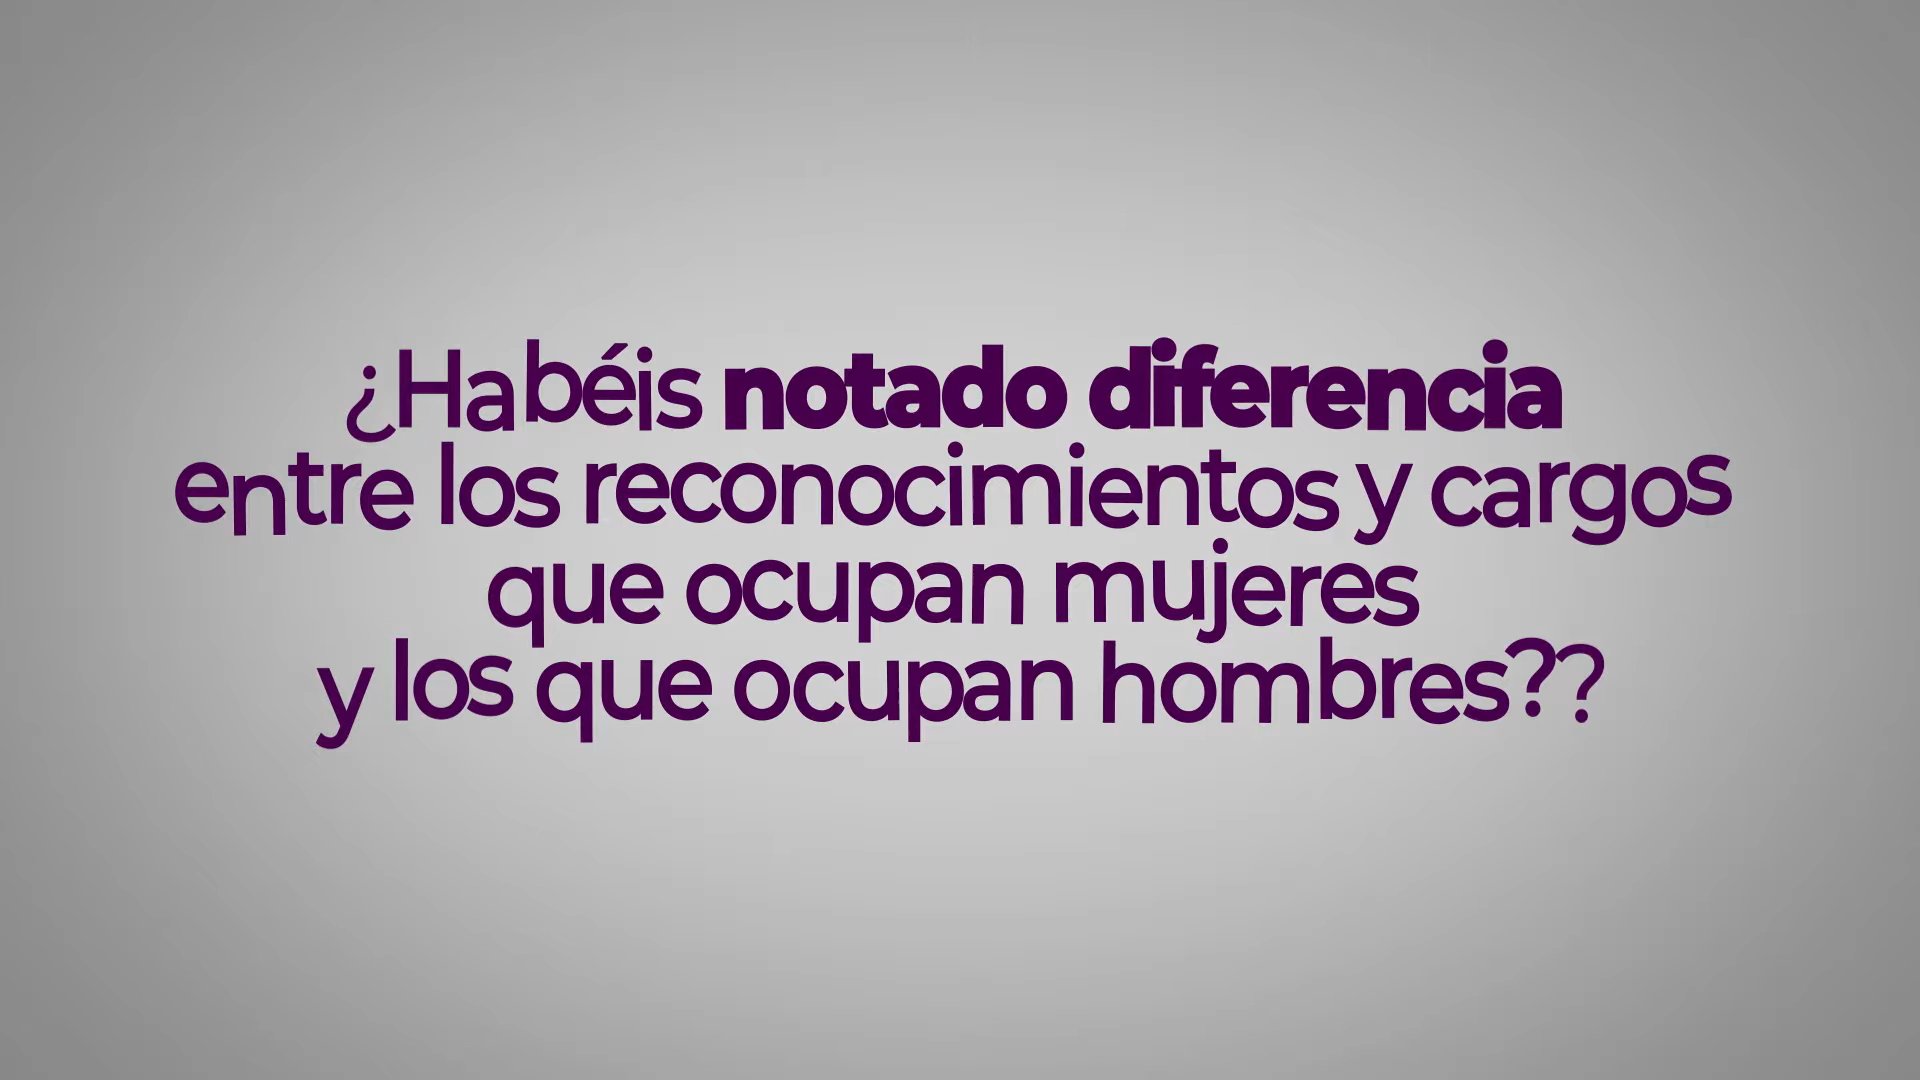 ¿Habéis notado diferencia
entre los reconocimientos y cargos
que ocupan mujeres
y los que ocupan hombres??